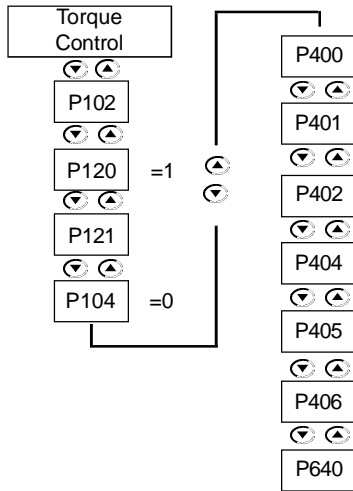 Torque
Control
P102
P120 =1
P121
P104 =0
P400
P401
P402
P404
P405
P406
P640